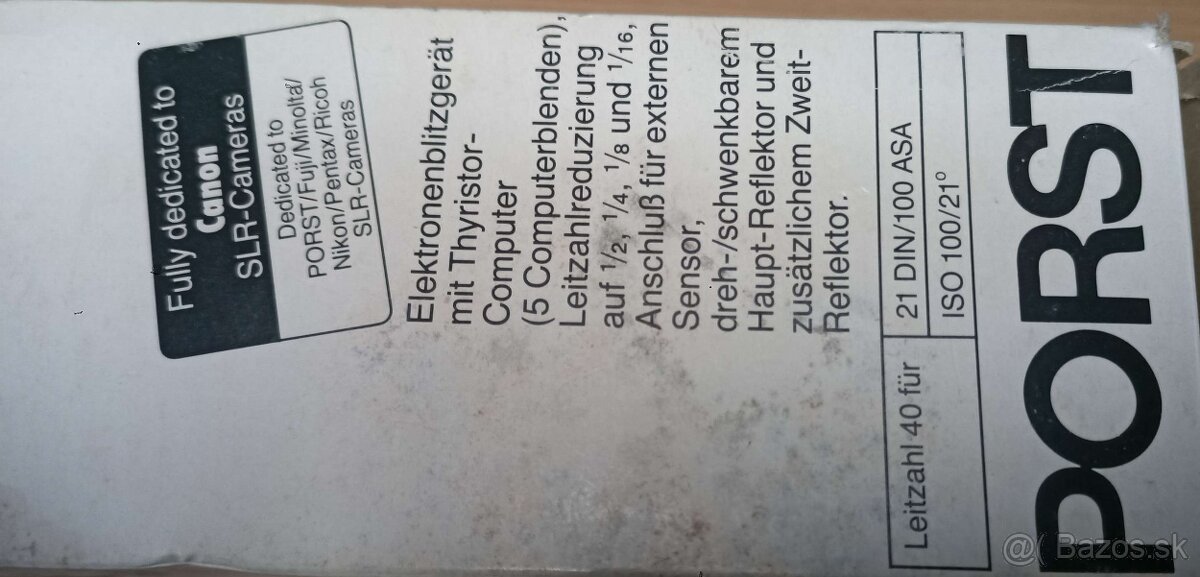 Fully dedicated to
Canon
SLR-Cameras
Dedicated to
PORST/Fuji/Minolta/
Nikon/Pentax/Ricoh
SLR-Cameras
Elektronenblitzgerät
mit Thyristor-
Computer
(5 Computerblenden),
Leitzahlreduzierung
auf 1/2, 1/4, 1/8 und 1/16,
Anschluß für externen
Sensor,
dreh-/schwenkbarem
Haupt-Reflektor und
zusätzlichem Zweit-
Reflektor.
Leitzahl 40 für
21 DIN/100 ASA
ISO 100/21°
PORST
@( Bazos.sk